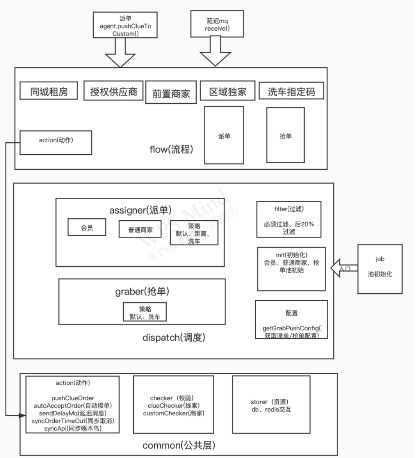 派单
agent.pushClueTo
Custom()
延迟mq
receive()
同城租房
授权供应商
前置商家
区域独家
洗车指定码
派单
抢单
action(动作)
flow(流程)
assigner(派单)
会员
普通商家
策略
默认、距离、
洗车
filter(过滤)
必须过滤、后20%
过滤
init(初始化)
会员、普通商家、抢
单池初始
job
池初始化
graber(抢单)
策略
默认、洗车
配置
getGrabPushConfig(
获取派单/抢单配置)
dispatch(调度)
action(动作)
pushClueOrder
autoAcceptOrder(自动接单)
sendDelayMq(延迟消息)
syncOrderTimeOut(同步取消)
syncApi(同步啄木鸟)
checker（校验）
clueChecker(线索)
customChecker(商家)
storer（资源）
db、redis交互
common(公共层)